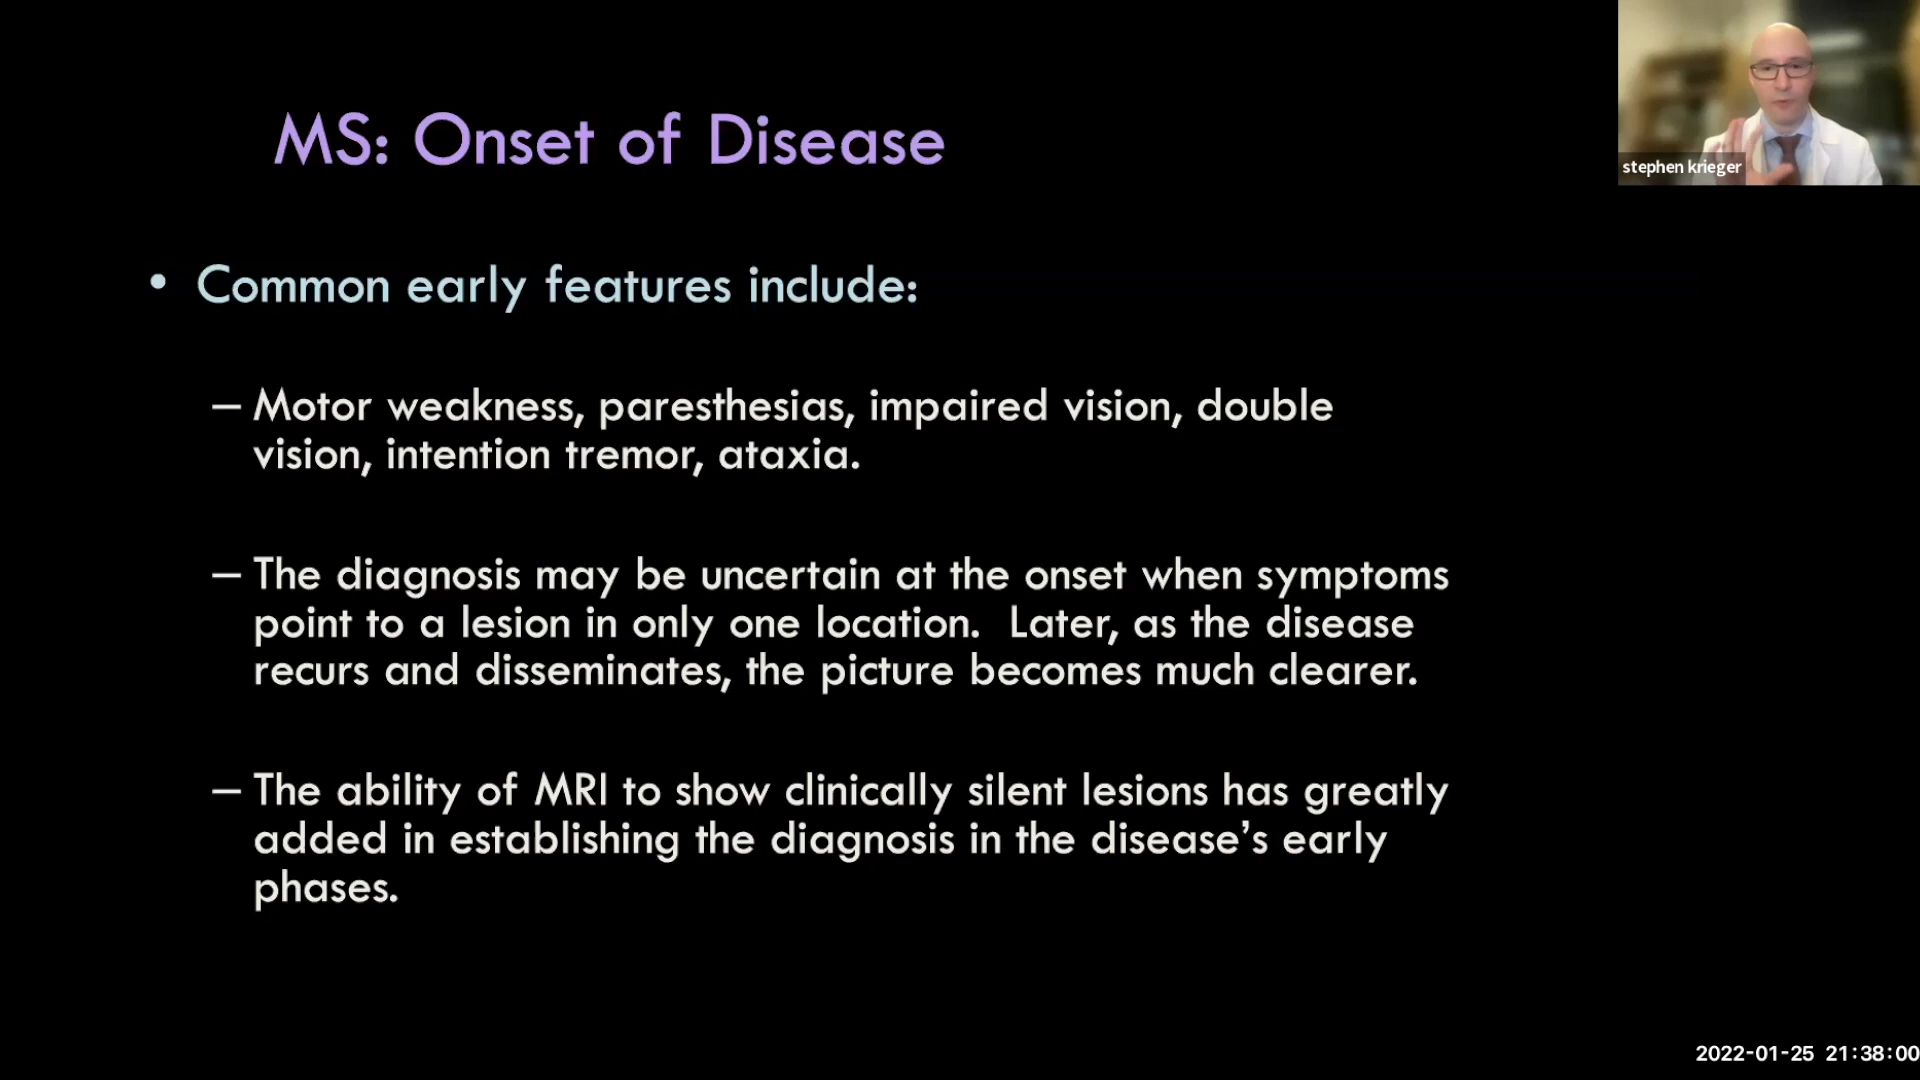 MS: Onset of Disease
stephen krieger
• Common early features include:
– Motor weakness, paresthesias, impaired vision, double
vision, intention tremor, ataxia.
– The diagnosis may be uncertain at the onset when symptoms
point to a lesion in only one location.  Later, as the disease
recurs and disseminates, the picture becomes much clearer.
– The ability of MRI to show clinically silent lesions has greatly
added in establishing the diagnosis in the disease’s early
phases.
2022-01-25 21:38:00